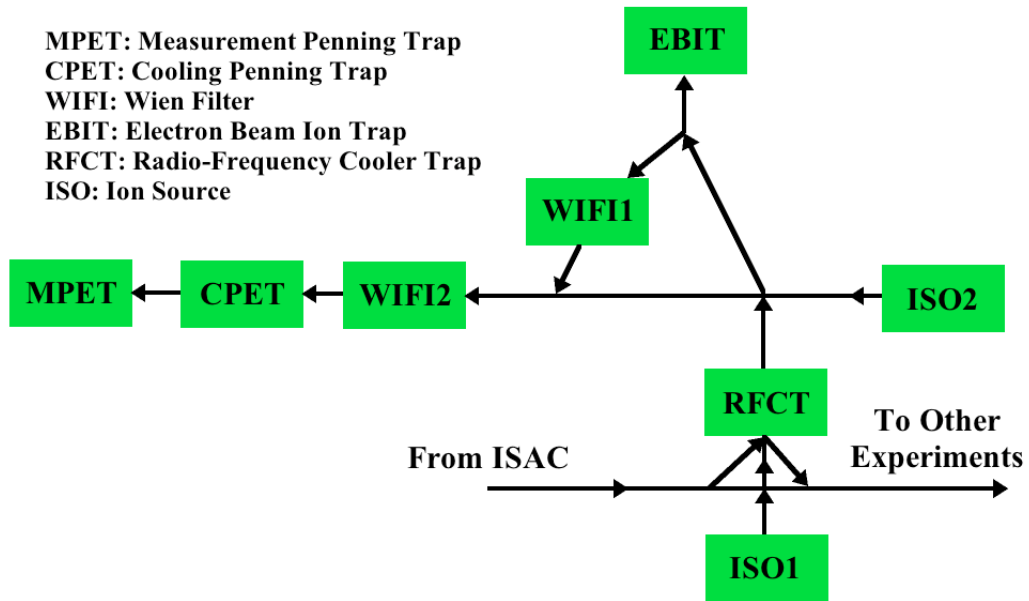 MPET: Measurement Penning Trap
CPET: Cooling Penning Trap
WIFI: Wien Filter
EBIT: Electron Beam Ion Trap
RFCT: Radio-Frequency Cooler Trap
ISO: Ion Source
EBIT
WIFI1
MPET
CPET
WIFI2
ISO2
RFCT
From ISAC
To Other
Experiments
ISO1